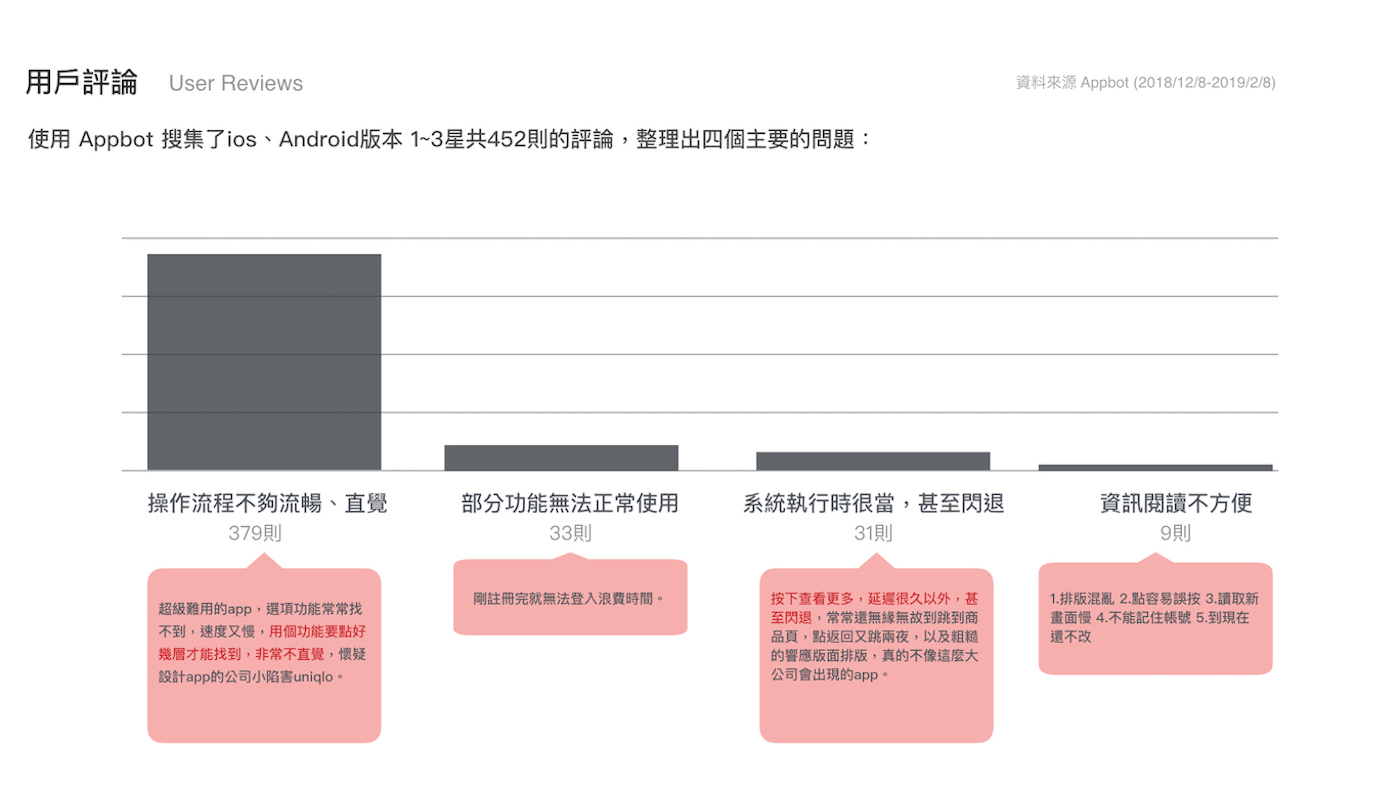 用戶評論 User Reviews
資料來源 Appbot (2018/12/8-2019/2/8)
使用 Appbot 搜集了ios、Android版本 1~3星共452則的評論，整理出四個主要的問題：
操作流程不夠流暢、直覺
379則
超級難用的app，選項功能常常找
不到，速度又慢，用個功能要點好
幾層才能找到，非常不直覺，懷疑
設計app的公司小陷害uniqlo。
部分功能無法正常使用
33則
剛註冊完就無法登入浪費時間。
系統執行時很當，甚至閃退
31則
按下查看更多，延遲很久以外，甚
至閃退，常常還無緣無故到跳到商
品頁，點返回又跳兩夜，以及粗糙
的響應版面排版，真的不像這麼大
公司會出現的app。
資訊閱讀不方便
9則
1.排版混亂 2.點容易誤按 3.讀取新
畫面慢 4.不能記住帳號 5.到現在
還不改